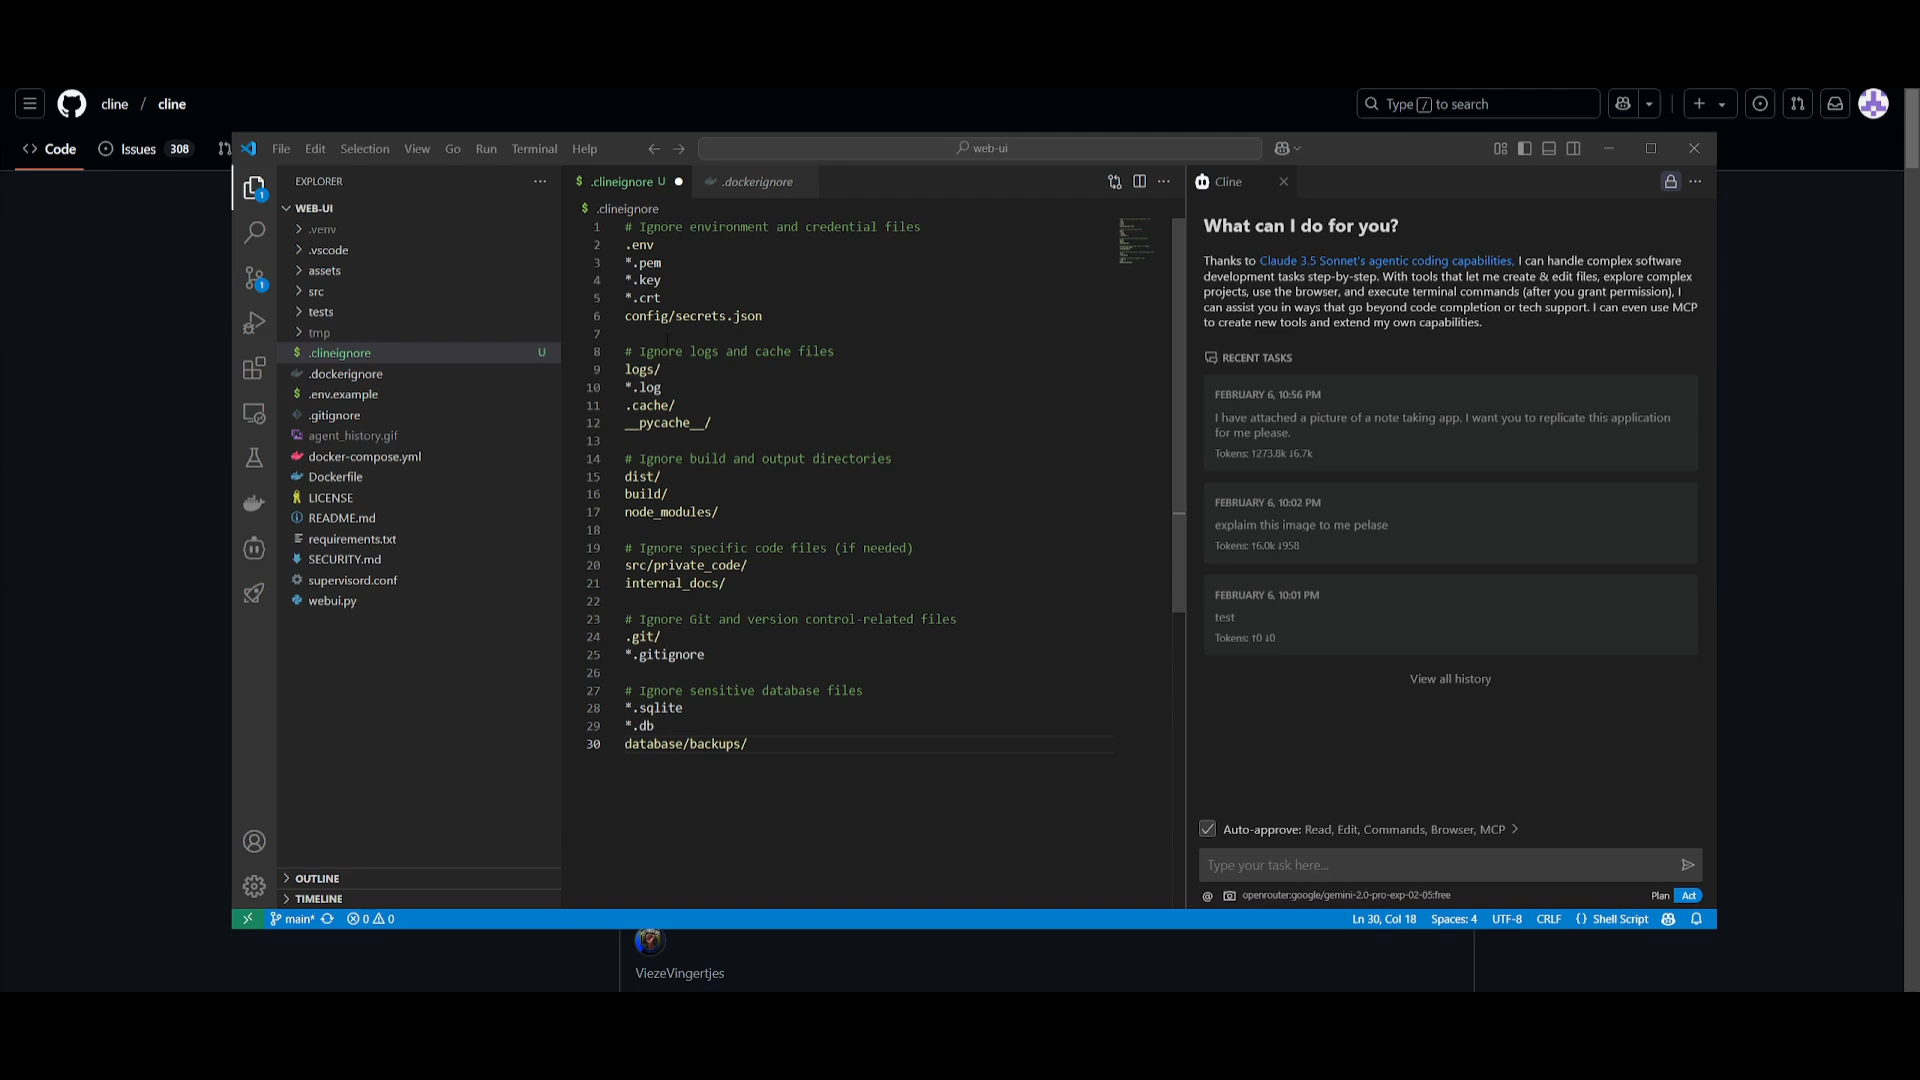 cline / cline
Type / to search
Code
Issues 308
File Edit Selection View Go Run Terminal Help
web-ui
EXPLORER
WEB-UI
.venv
.vscode
assets
src
tests
tmp
.clineignore U
.dockerignore
.env.example
.gitignore
agent_history.gif
docker-compose.yml
Dockerfile
LICENSE
README.md
requirements.txt
SECURITY.md
supervisord.conf
webui.py
OUTLINE
TIMELINE
.clineignore U
.dockerignore
.clineignore
1 # Ignore environment and credential files
2 .env
3 *.pem
4 *.key
5 *.crt
6 config/secrets.json
7
8 # Ignore logs and cache files
9 logs/
10 *.log
11 .cache/
12 __pycache__/
13
14 # Ignore build and output directories
15 dist/
16 build/
17 node_modules/
18
19 # Ignore specific code files (if needed)
20 src/private_code/
21 internal_docs/
22
23 # Ignore Git and version control-related files
24 .git/
25 *.gitignore
26
27 # Ignore sensitive database files
28 *.sqlite
29 *.db
30 database/backups/
Cline
What can I do for you?
Thanks to Claude 3.5 Sonnet's agentic coding capabilities, I can handle complex software
development tasks step-by-step. With tools that let me create & edit files, explore complex
projects, use the browser, and execute terminal commands (after you grant permission), I
can assist you in ways that go beyond code completion or tech support. I can even use MCP
to create new tools and extend my own capabilities.
RECENT TASKS
FEBRUARY 6, 10:56 PM
I have attached a picture of a note taking app. I want you to replicate this application
for me please.
Tokens: ↑273.8k ↓6.7k
FEBRUARY 6, 10:02 PM
explaim this image to me pelase
Tokens: ↑6.0k ↓958
FEBRUARY 6, 10:01 PM
test
Tokens: ↑0 ↓0
View all history
Auto-approve: Read, Edit, Commands, Browser, MCP
Type your task here...
@ openrouter:google/gemini-2.0-pro-exp-02-05:free
Plan Act
main* 0 0
Ln 30, Col 18 Spaces: 4 UTF-8 CRLF {} Shell Script
ViezeVingertjes